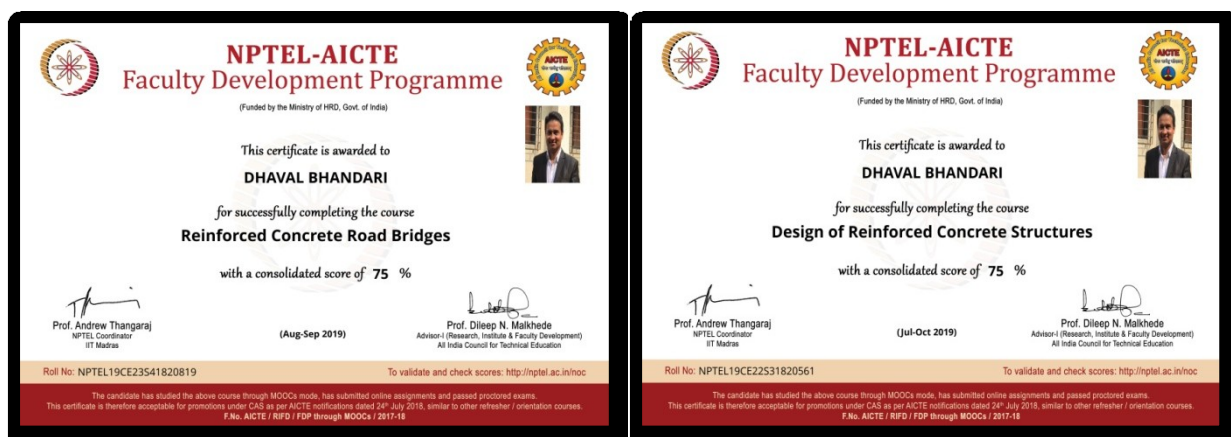 NPTEL-AICTE
Faculty Development Programme
(Funded by the Ministry of HRD, Govt. of India)
AICTE
This certificate is awarded to
DHAVAL BHANDARI
for successfully completing the course
Reinforced Concrete Road Bridges
with a consolidated score of 75 %
Prof. Andrew Thangaraj
NPTEL Coordinator
IIT Madras
(Aug-Sep 2019)
Prof. Dileep N. Malkhede
Advisor-I (Research, Institute & Faculty Development)
All India Council for Technical Education
Roll No: NPTEL19CE23S41820819
To validate and check scores: http://nptel.ac.in/noc
The candidate has studied the above course through MOOCs mode, has submitted online assignments and passed proctored exams.
This certificate is therefore acceptable for promotions under CAS as per AICTE notifications dated 24th July 2018, similar to other refresher / orientation courses.
F.No. AICTE / RIFD / FDP through MOOCs / 2017-18
NPTEL-AICTE
Faculty Development Programme
(Funded by the Ministry of HRD, Govt. of India)
AICTE
This certificate is awarded to
DHAVAL BHANDARI
for successfully completing the course
Design of Reinforced Concrete Structures
with a consolidated score of 75 %
Prof. Andrew Thangaraj
NPTEL Coordinator
IIT Madras
(Jul-Oct 2019)
Prof. Dileep N. Malkhede
Advisor-I (Research, Institute & Faculty Development)
All India Council for Technical Education
Roll No: NPTEL19CE22S31820561
To validate and check scores: http://nptel.ac.in/noc
The candidate has studied the above course through MOOCs mode, has submitted online assignments and passed proctored exams.
This certificate is therefore acceptable for promotions under CAS as per AICTE notifications dated 24th July 2018, similar to other refresher / orientation courses.
F.No. AICTE / RIFD / FDP through MOOCs / 2017-18